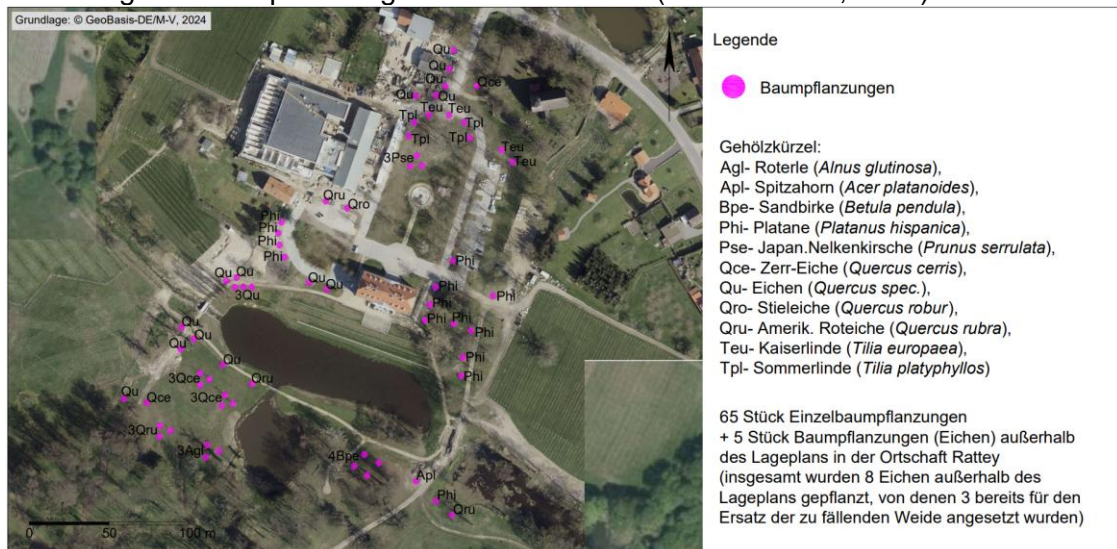 Grundlage: © GeoBasis-DE/M-V, 2024
Qu
Qu
Qu
Qce
Qu
Qu
Teu
Teu
Tpl
Tpl
Tpl
Tpl
Teu
Teu
3Pse
Qru
Qro
Phi
Phi
Phi
Phi
Phi
Qu
Qu
Qu
Qu
3Qu
Phi
Phi
Phi
Phi
Phi
Phi
Qu
Qu
Qu
Phi
Phi
Qu
3Qce
Qru
Qu
Qce
3Qce
3Qru
3Agl
4Bpe
Apl
Phi
Qru
0 50 100 m
Legende
Baumpflanzungen
Gehölzkürzel:
Agl- Roterle (Alnus glutinosa),
Apl- Spitzahorn (Acer platanoides),
Bpe- Sandbirke (Betula pendula),
Phi- Platane (Platanus hispanica),
Pse- Japan.Nelkenkirsche (Prunus serrulata),
Qce- Zerr-Eiche (Quercus cerris),
Qu- Eichen (Quercus spec.),
Qro- Stieleiche (Quercus robur),
Qru- Amerik. Roteiche (Quercus rubra),
Teu- Kaiserlinde (Tilia europaea),
Tpl- Sommerlinde (Tilia platyphyllos)
65 Stück Einzelbaumpflanzungen
+ 5 Stück Baumpflanzungen (Eichen) außerhalb
des Lageplans in der Ortschaft Rattey
(insgesamt wurden 8 Eichen außerhalb des
Lageplans gepflanzt, von denen 3 bereits für den
Ersatz der zu fällenden Weide angesetzt wurden)